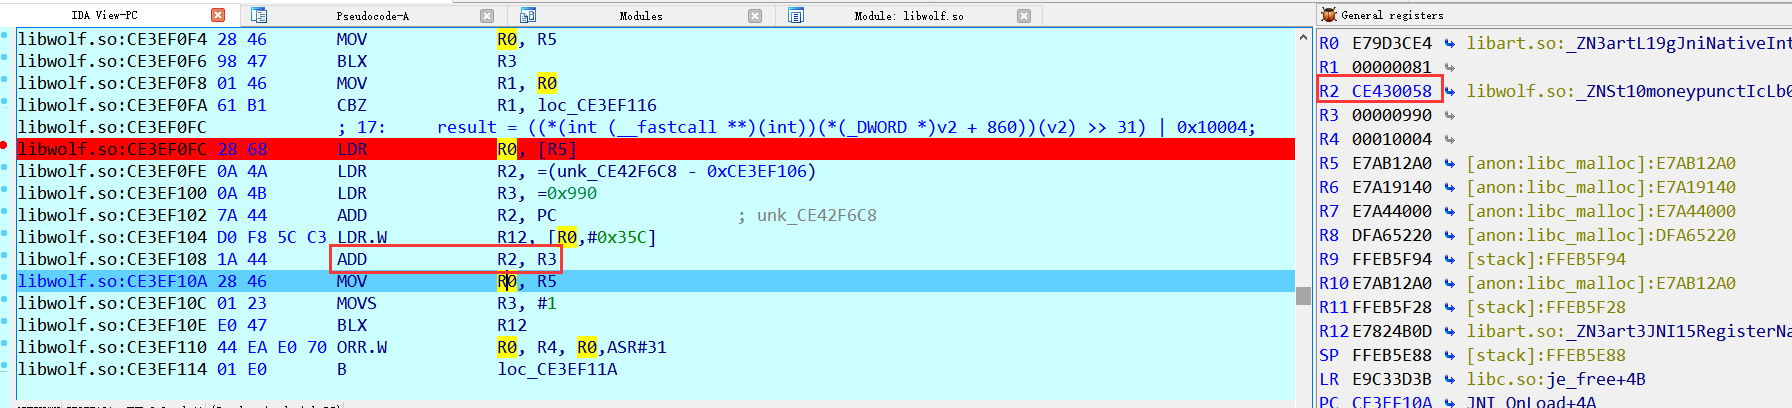 IDA View-PC Pseudocode-A Modules Module: libwolf.so General registers
libwolf.so:CE3EF0F4 28 46 MOV R0, R5
libwolf.so:CE3EF0F6 98 47 BLX R3
libwolf.so:CE3EF0F8 01 46 MOV R1, R0
libwolf.so:CE3EF0FA 61 B1 CBZ R1, loc_CE3EF116
libwolf.so:CE3EF0FC ; 17: result = ((*(int (__fastcall **)(int))(*(_DWORD *)v2 + 860))(v2) >> 31) | 0x10004;
libwolf.so:CE3EF0FC 28 68 LDR R0, [R5]
libwolf.so:CE3EF0FE 0A 4A LDR R2, =(unk_CE42F6C8 - 0xCE3EF106)
libwolf.so:CE3EF100 0A 4B LDR R3, =0x990
libwolf.so:CE3EF102 7A 44 ADD R2, PC ; unk_CE42F6C8
libwolf.so:CE3EF104 D0 F8 5C C3 LDR.W R12, [R0,#0x35C]
libwolf.so:CE3EF108 1A 44 ADD R2, R3
libwolf.so:CE3EF10A 28 46 MOV R0, R5
libwolf.so:CE3EF10C 01 23 MOVS R3, #1
libwolf.so:CE3EF10E E0 47 BLX R12
libwolf.so:CE3EF110 44 EA E0 70 ORR.W R0, R4, R0,ASR#31
libwolf.so:CE3EF114 01 E0 B loc_CE3EF11A
R0 E79D3CE4 libart.so:_ZN3artL19gJniNativeInt
R1 00000081
R2 CE430058 libwolf.so:_ZNSt10moneypunctIcLb0
R3 00000990
R4 00010004
R5 E7AB12A0 [anon:libc_malloc]:E7AB12A0
R6 E7A19140 [anon:libc_malloc]:E7A19140
R7 E7A44000 [anon:libc_malloc]:E7A44000
R8 DFA65220 [anon:libc_malloc]:DFA65220
R9 FFEB5F94 [stack]:FFEB5F94
R10 E7AB12A0 [anon:libc_malloc]:E7AB12A0
R11 FFEB5F28 [stack]:FFEB5F28
R12 E7824B0D libart.so:_ZN3art3JNI15RegisterNa
SP FFEB5E88 [stack]:FFEB5E88
LR E9C33D3B libc.so:je_free+4B
PC CE3EF10A JNI_OnLoad+4A